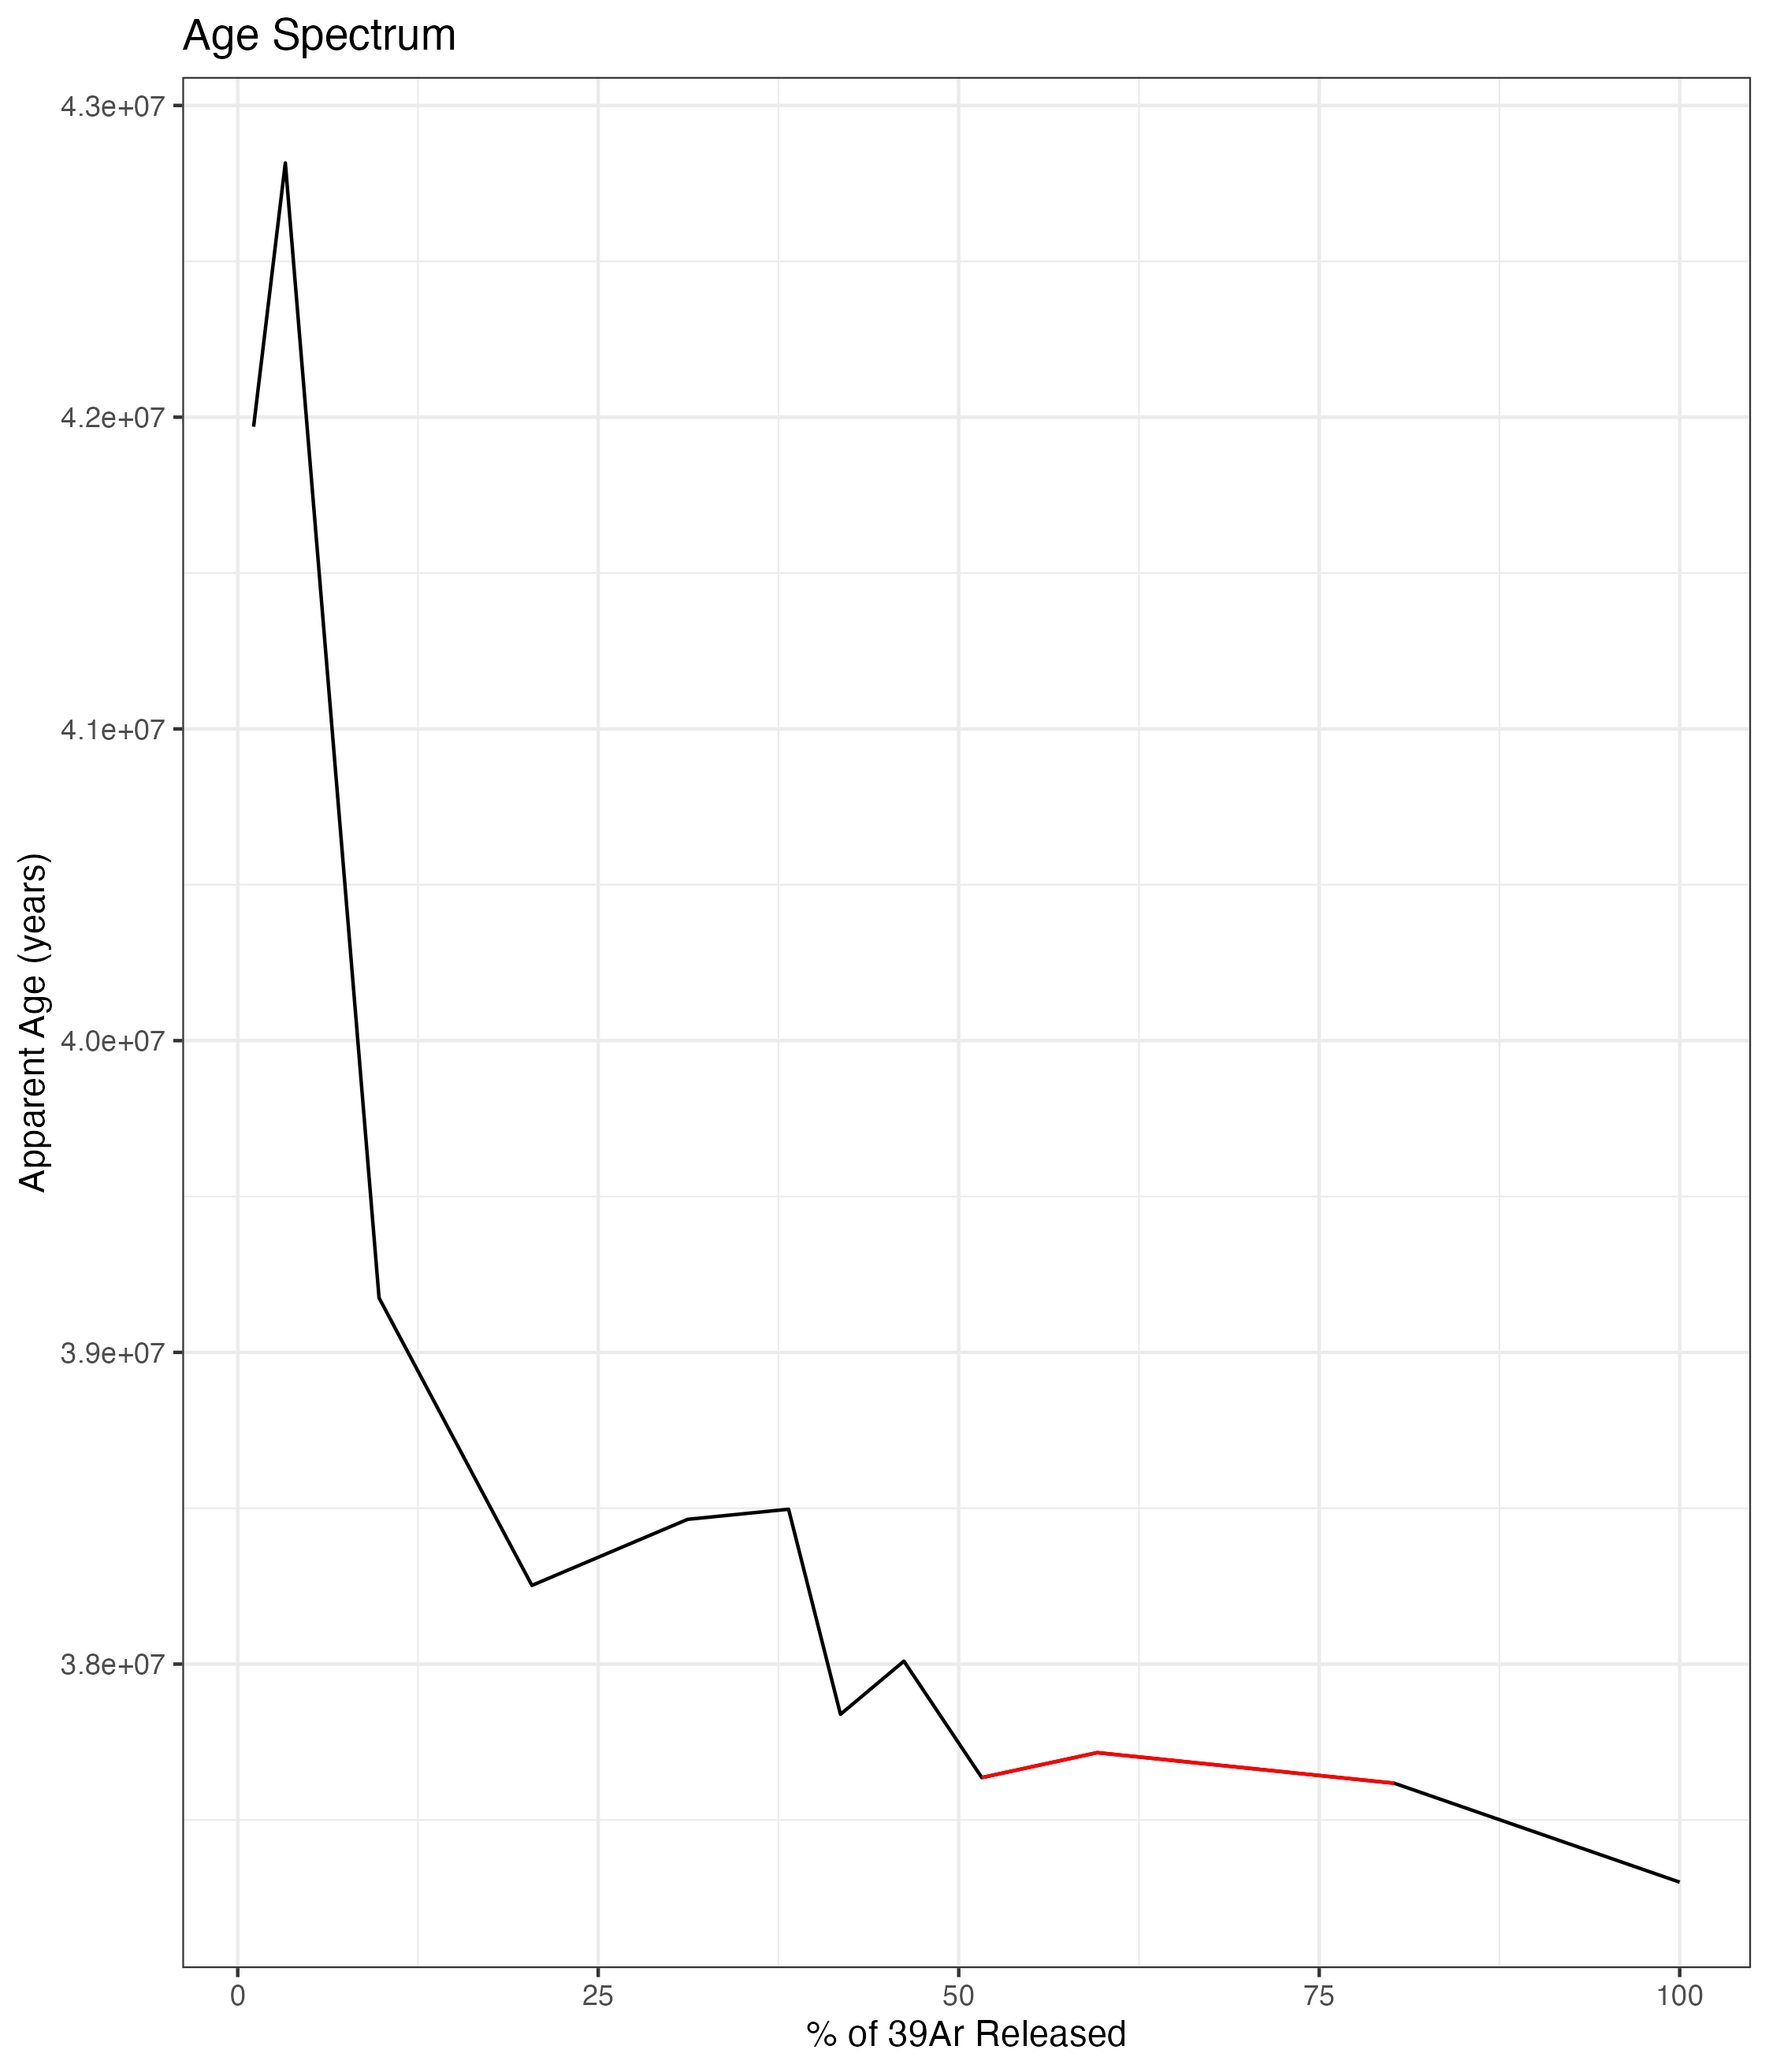 Age Spectrum
4.3e+07
4.2e+07
4.1e+07
4.0e+07
3.9e+07
3.8e+07
Apparent Age (years)
0 25 50 75 100
% of 39Ar Released